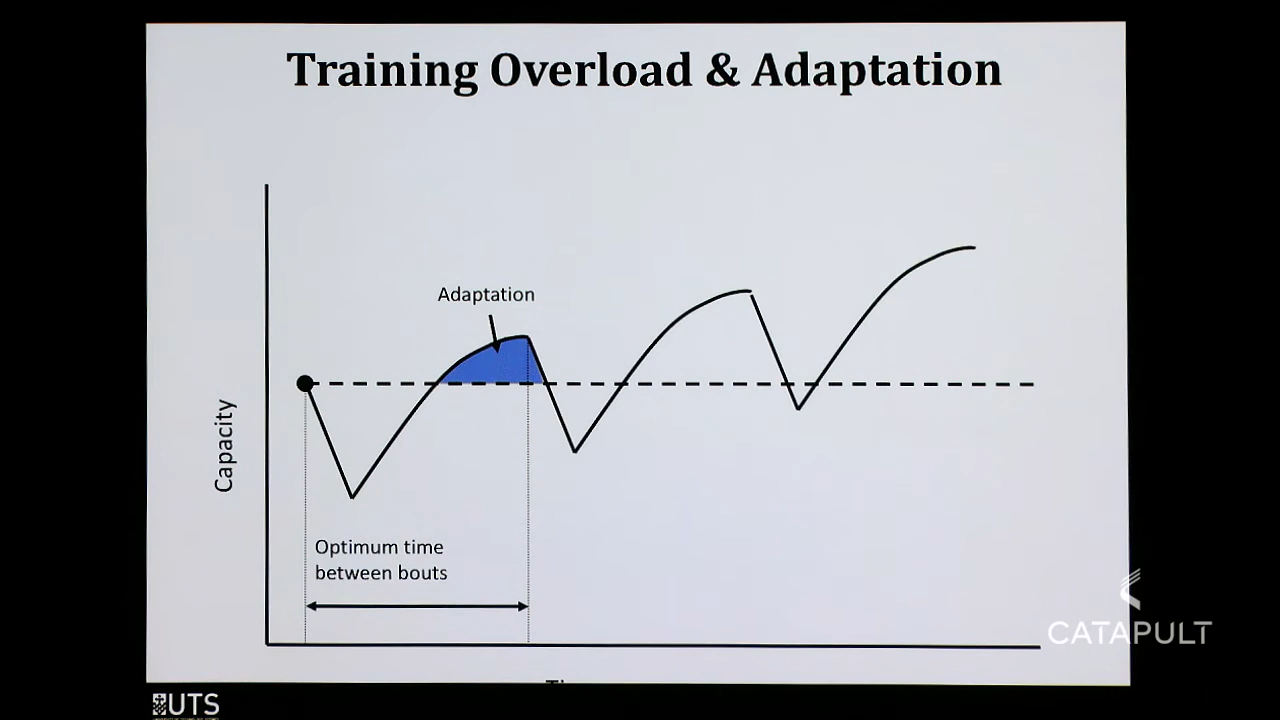 Training Overload & Adaptation
Adaptation
Capacity
Optimum time
between bouts
CATAPULT
UTS